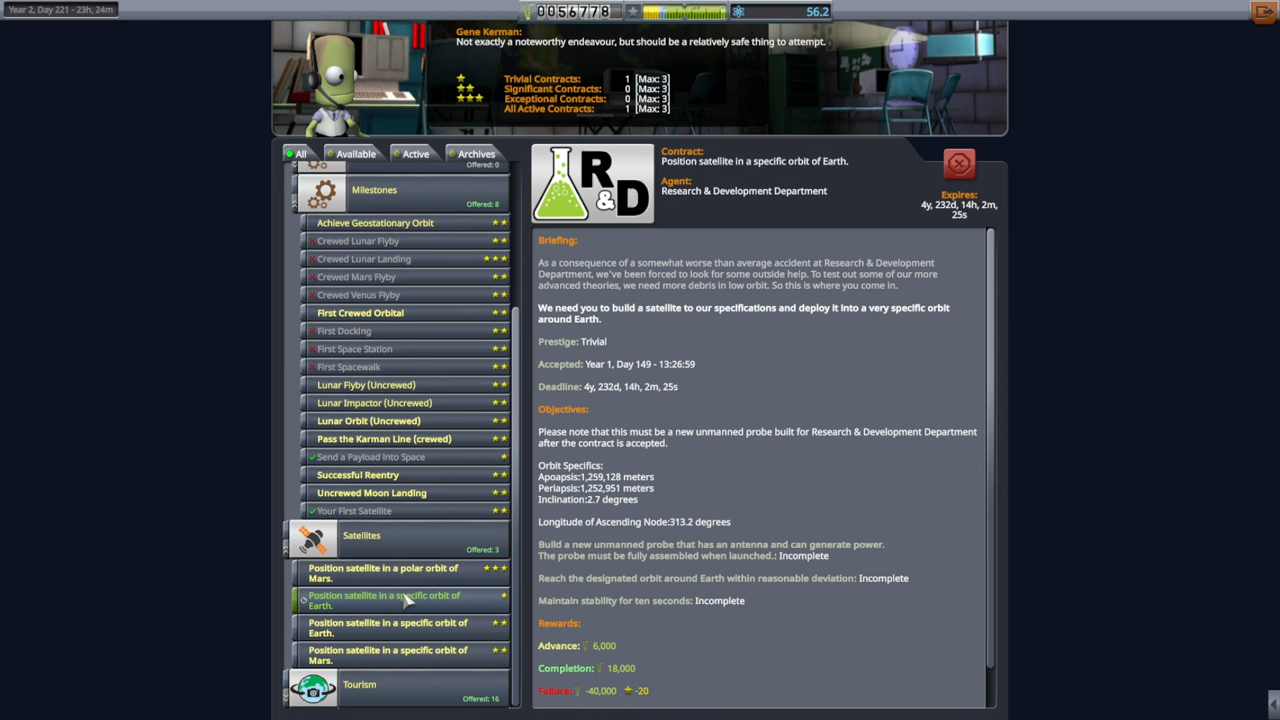 Year 2, Day 221 - 23h, 24m
0056778
56.2
Gene Kerman:
Not exactly a noteworthy endeavour, but should be a relatively safe thing to attempt.
Trivial Contracts: 1 [Max: 3]
Significant Contracts: 0 [Max: 3]
Exceptional Contracts: 0 [Max: 3]
All Active Contracts: 1 [Max: 3]
All
Available
Active
Archives
Offered: 0
Milestones
Offered: 8
Achieve Geostationary Orbit
Crewed Lunar Flyby
Crewed Lunar Landing
Crewed Mars Flyby
Crewed Venus Flyby
First Crewed Orbital
First Docking
First Space Station
First Spacewalk
Lunar Flyby (Uncrewed)
Lunar Impactor (Uncrewed)
Lunar Orbit (Uncrewed)
Pass the Karman Line (crewed)
Send a Payload Into Space
Successful Reentry
Uncrewed Moon Landing
Your First Satellite
Satellites
Offered: 3
Position satellite in a polar orbit of
Mars.
Position satellite in a specific orbit of
Earth.
Position satellite in a specific orbit of
Earth.
Position satellite in a specific orbit of
Mars.
Tourism
Offered: 16
R
&D
Contract:
Position satellite in a specific orbit of Earth.
Agent:
Research & Development Department
Expires:
4y, 232d, 14h, 2m,
25s
Briefing:
As a consequence of a somewhat worse than average accident at Research & Development
Department, we've been forced to look for some outside help. To test out some of our more
advanced theories, we need more debris in low orbit. So this is where you come in.
We need you to build a satellite to our specifications and deploy it into a very specific orbit
around Earth.
Prestige: Trivial
Accepted: Year 1, Day 149 - 13:26:59
Deadline: 4y, 232d, 14h, 2m, 25s
Objectives:
Please note that this must be a new unmanned probe built for Research & Development Department
after the contract is accepted.
Orbit Specifics:
Apoapsis:1,259,128 meters
Periapsis:1,252,951 meters
Inclination:2.7 degrees
Longitude of Ascending Node:313.2 degrees
Build a new unmanned probe that has an antenna and can generate power.
The probe must be fully assembled when launched.: Incomplete
Reach the designated orbit around Earth within reasonable deviation: Incomplete
Maintain stability for ten seconds: Incomplete
Rewards:
Advance: 6,000
Completion: 18,000
Failure: -40,000 -20